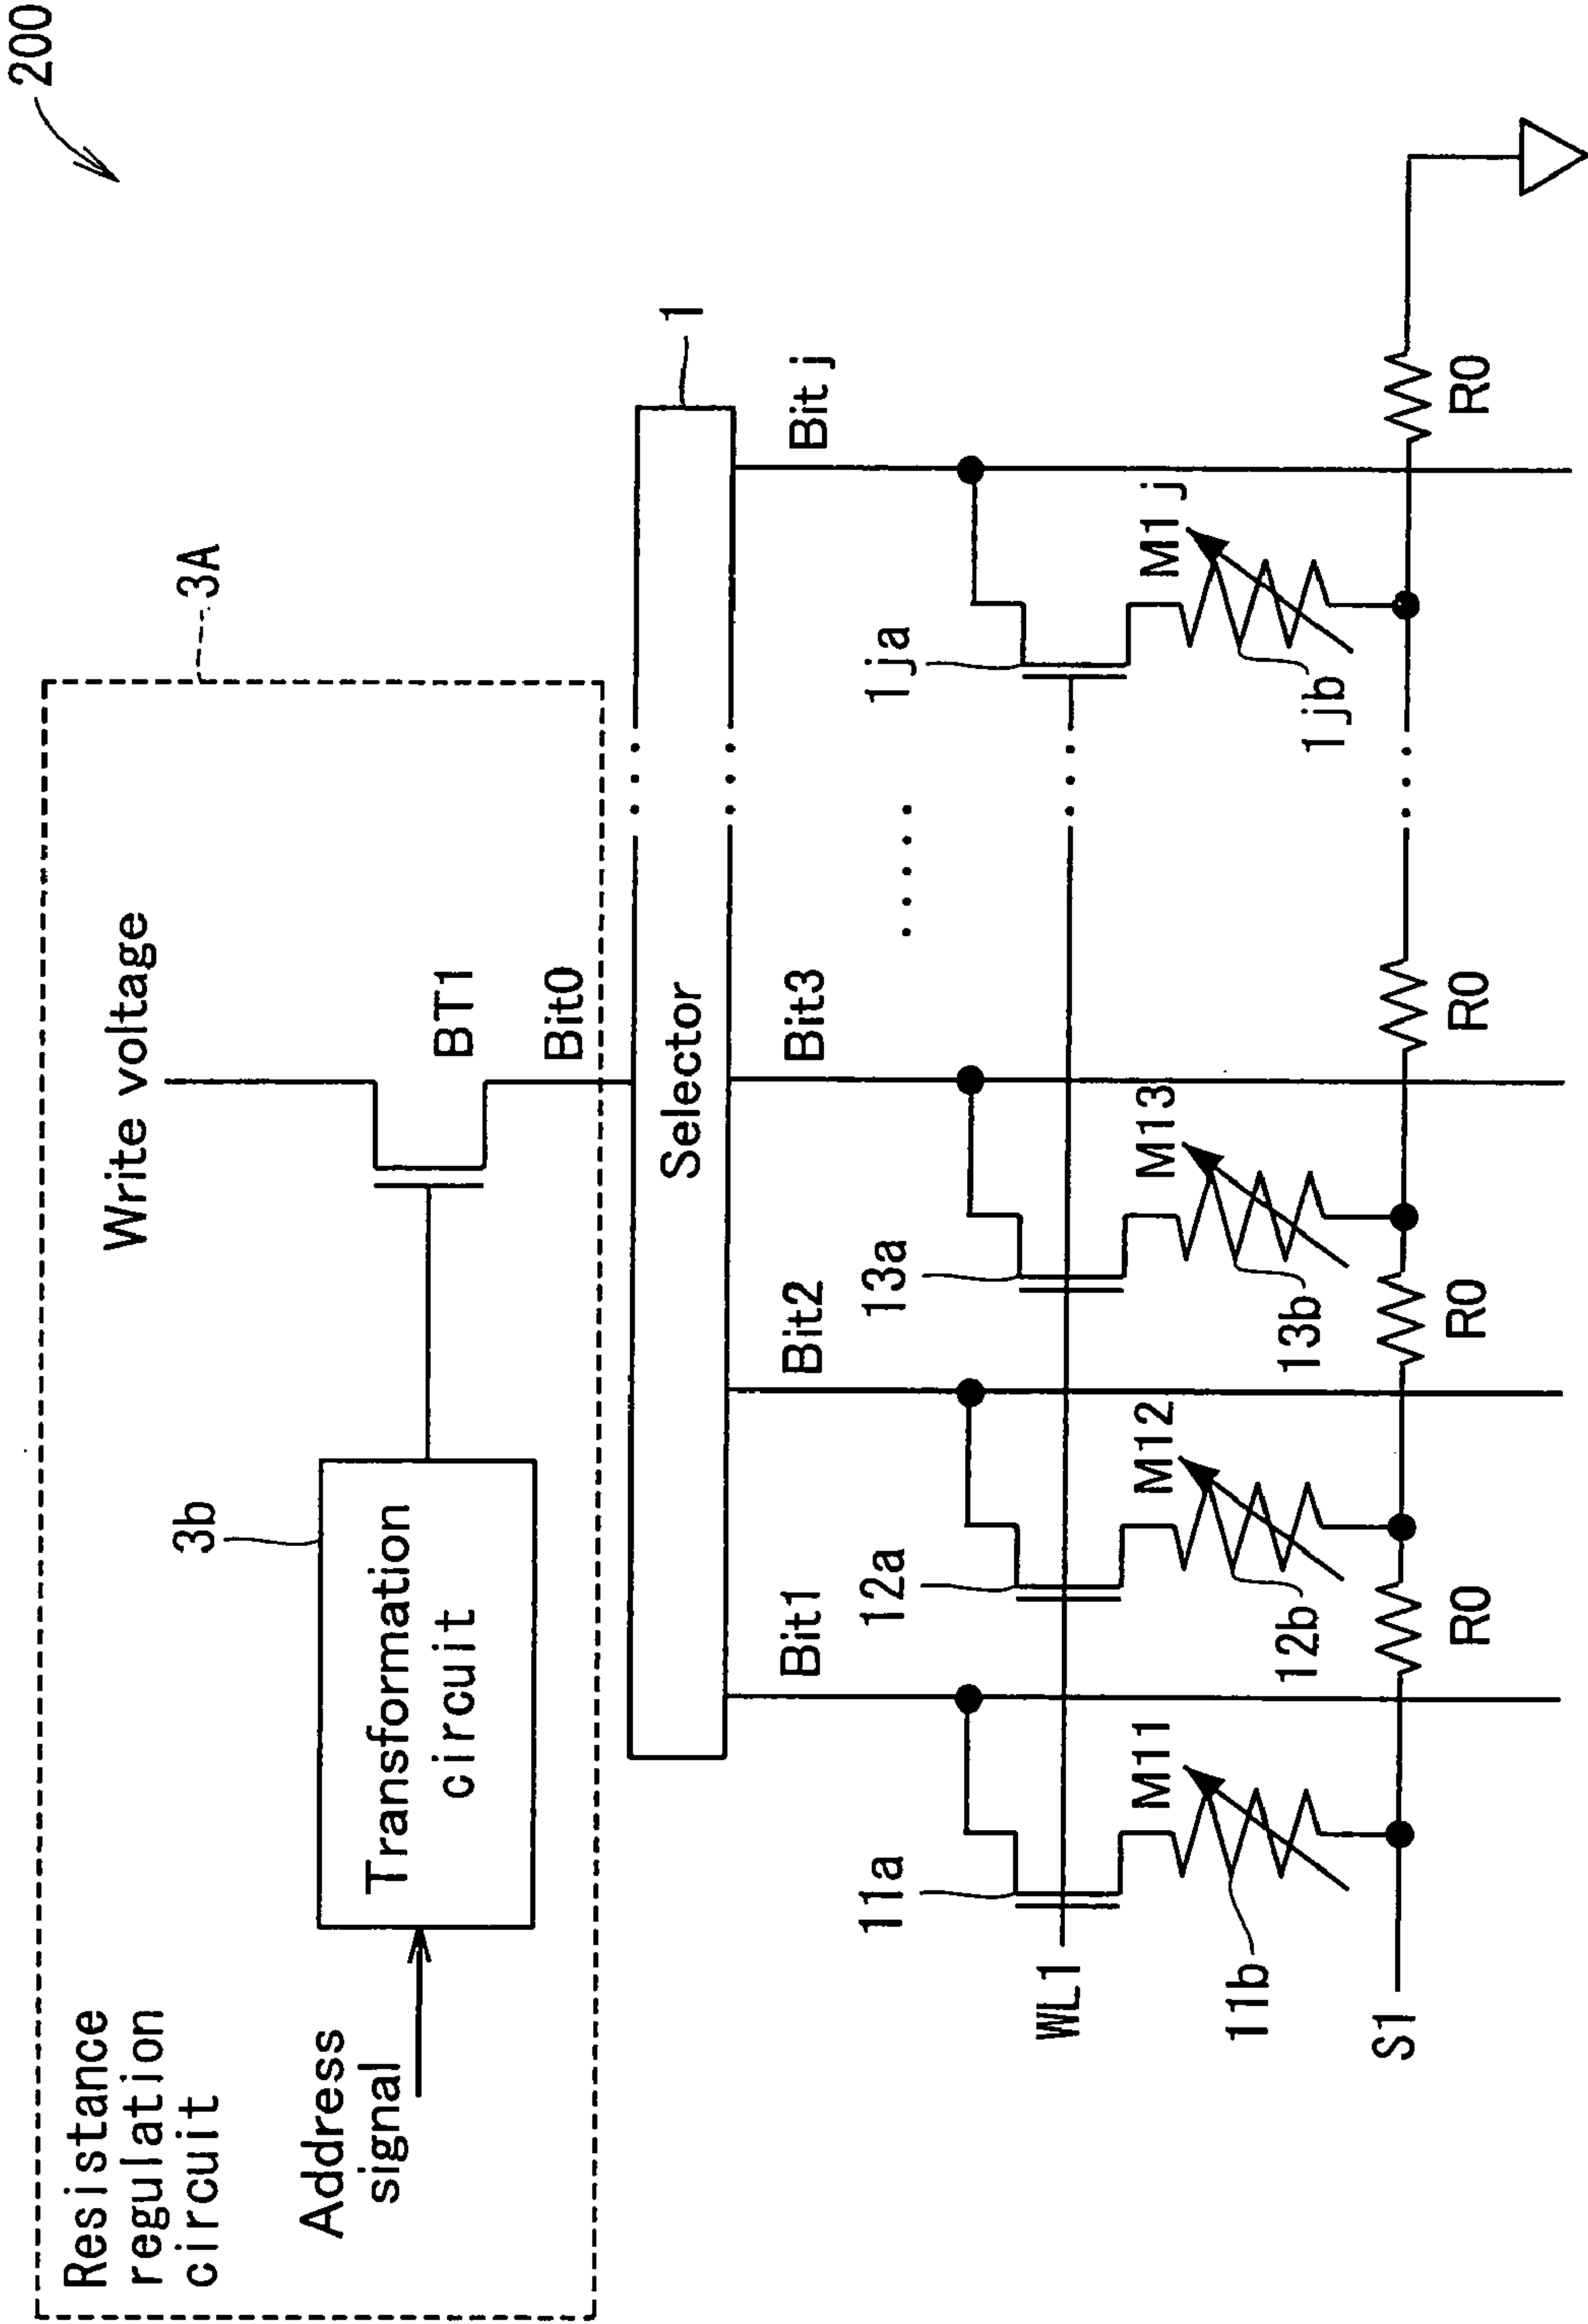 200
Resistance
regulation
circuit
3A
Write voltage
Address
signal
3b
Transformation
circuit
BT1
Bit0
Selector
1
Bit1
Bit2
Bit3
Bit j
11a
12a
13a
1ja
WL1
M11
M12
M13
M1 j
11b
12b
13b
1jb
S1
R0
R0
R0
R0